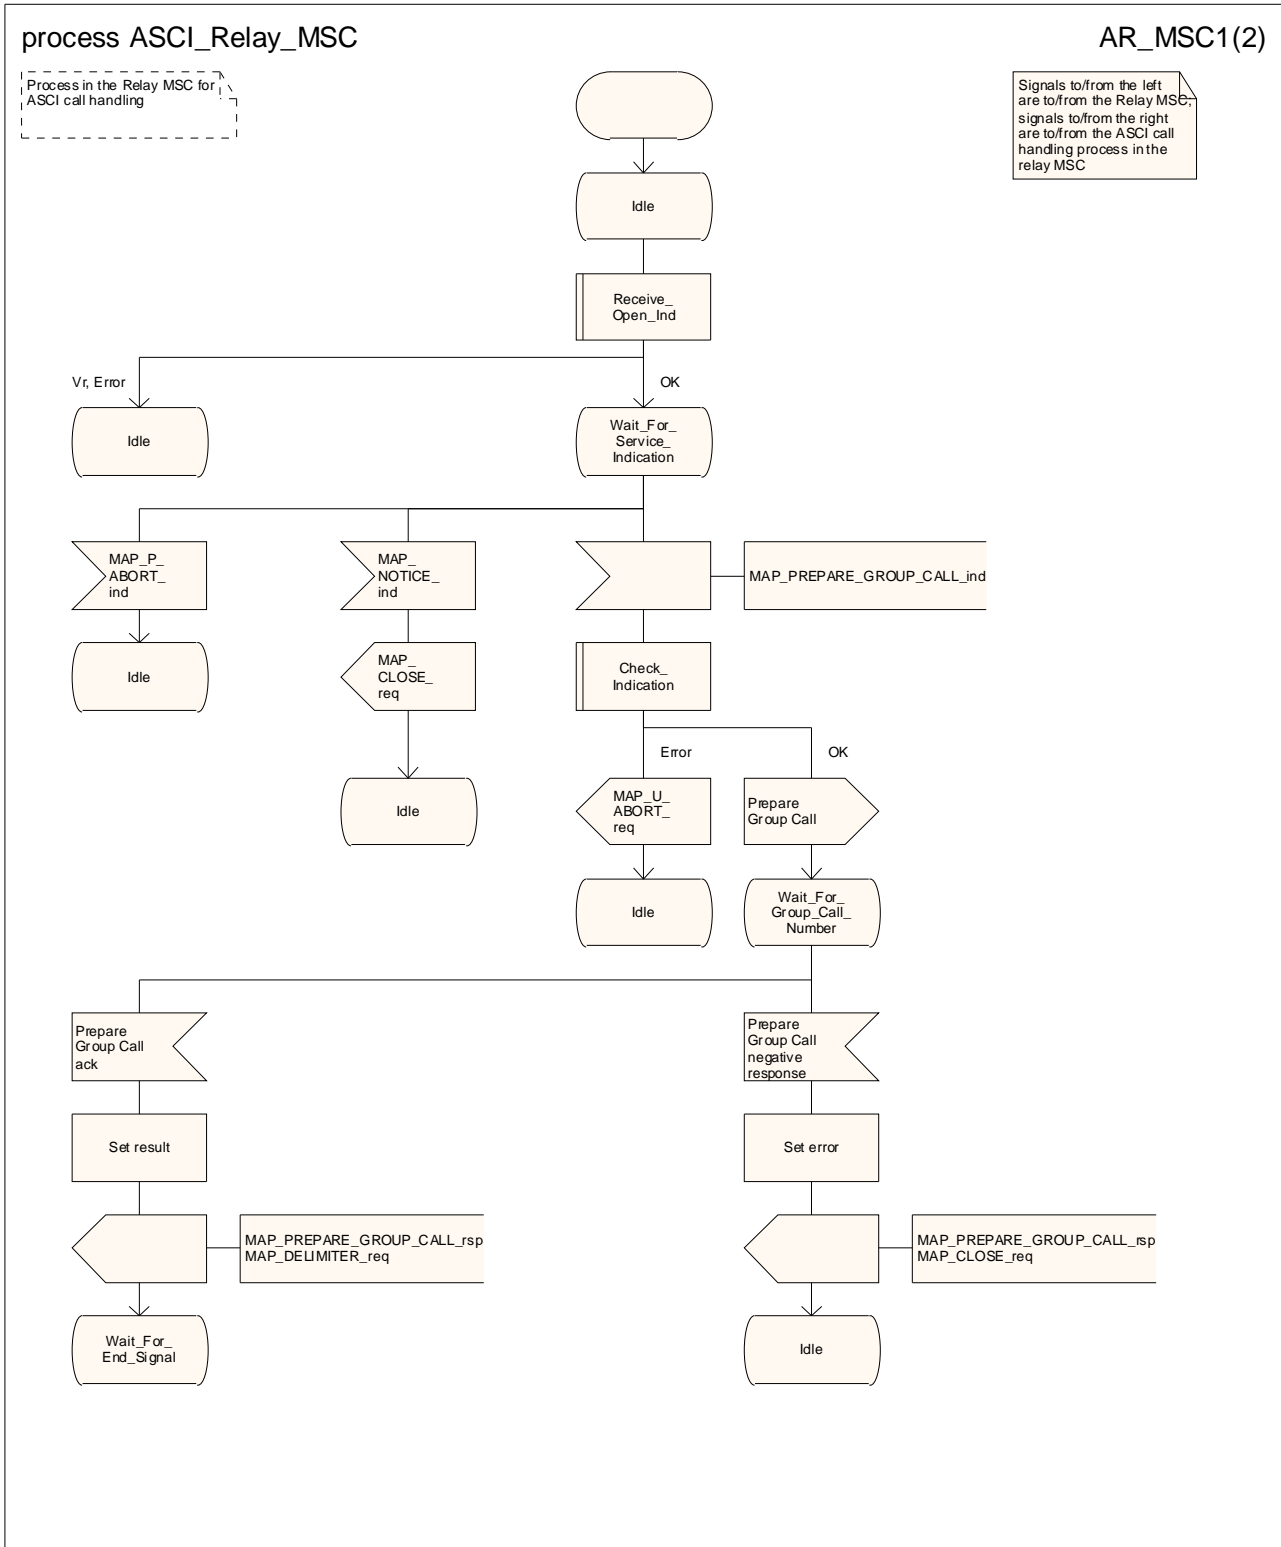 process ASCI_Relay_MSC
AR_MSC1(2)
Process in the Relay MSC for
ASCI call handling
Signals to/from the left
are to/from the Relay MSC;
signals to/from the right
are to/from the ASCI call
handling process in the
relay MSC
Idle
Receive_
Open_Ind
Vr, Error
OK
Idle
Wait_For_
Service_
Indication
MAP_P_
ABORT_
ind
MAP_
NOTICE_
ind
MAP_PREPARE_GROUP_CALL_ind
Idle
MAP_
CLOSE_
req
Check_
Indication
Error
OK
Idle
MAP_U_
ABORT_
req
Prepare
Group Call
Idle
Wait_For_
Group_Call_
Number
Prepare
Group Call
ack
Prepare
Group Call
negative
response
Set result
Set error
MAP_PREPARE_GROUP_CALL_rsp
MAP_DELIMITER_req
MAP_PREPARE_GROUP_CALL_rsp
MAP_CLOSE_req
Wait_For_
End_Signal
Idle